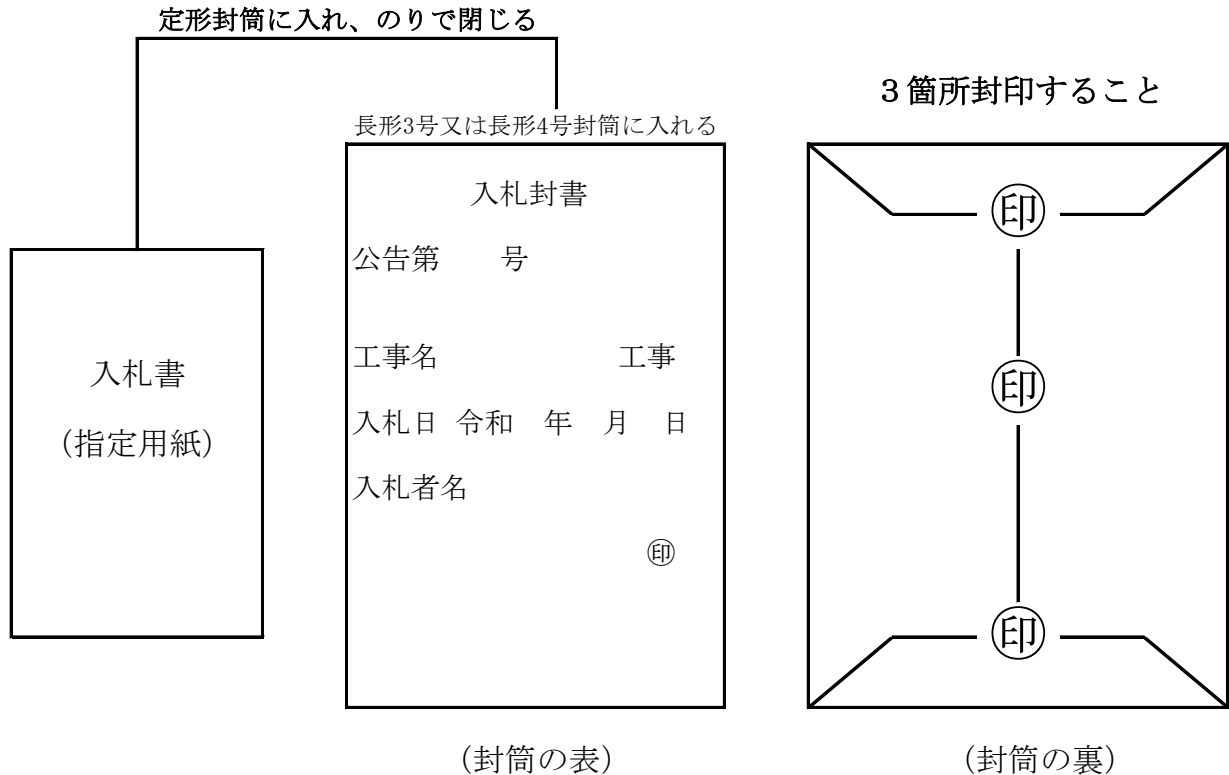 定形封筒に入れ、のりで閉じる
３箇所封印すること
長形3号又は長形4号封筒に入れる
入札書
（指定用紙）
入札封書
公告第　　号
工事名　　　　　　工事
入札日 令和　年　月　日
入札者名
㊞
㊞
㊞
㊞
（封筒の表）
（封筒の裏）